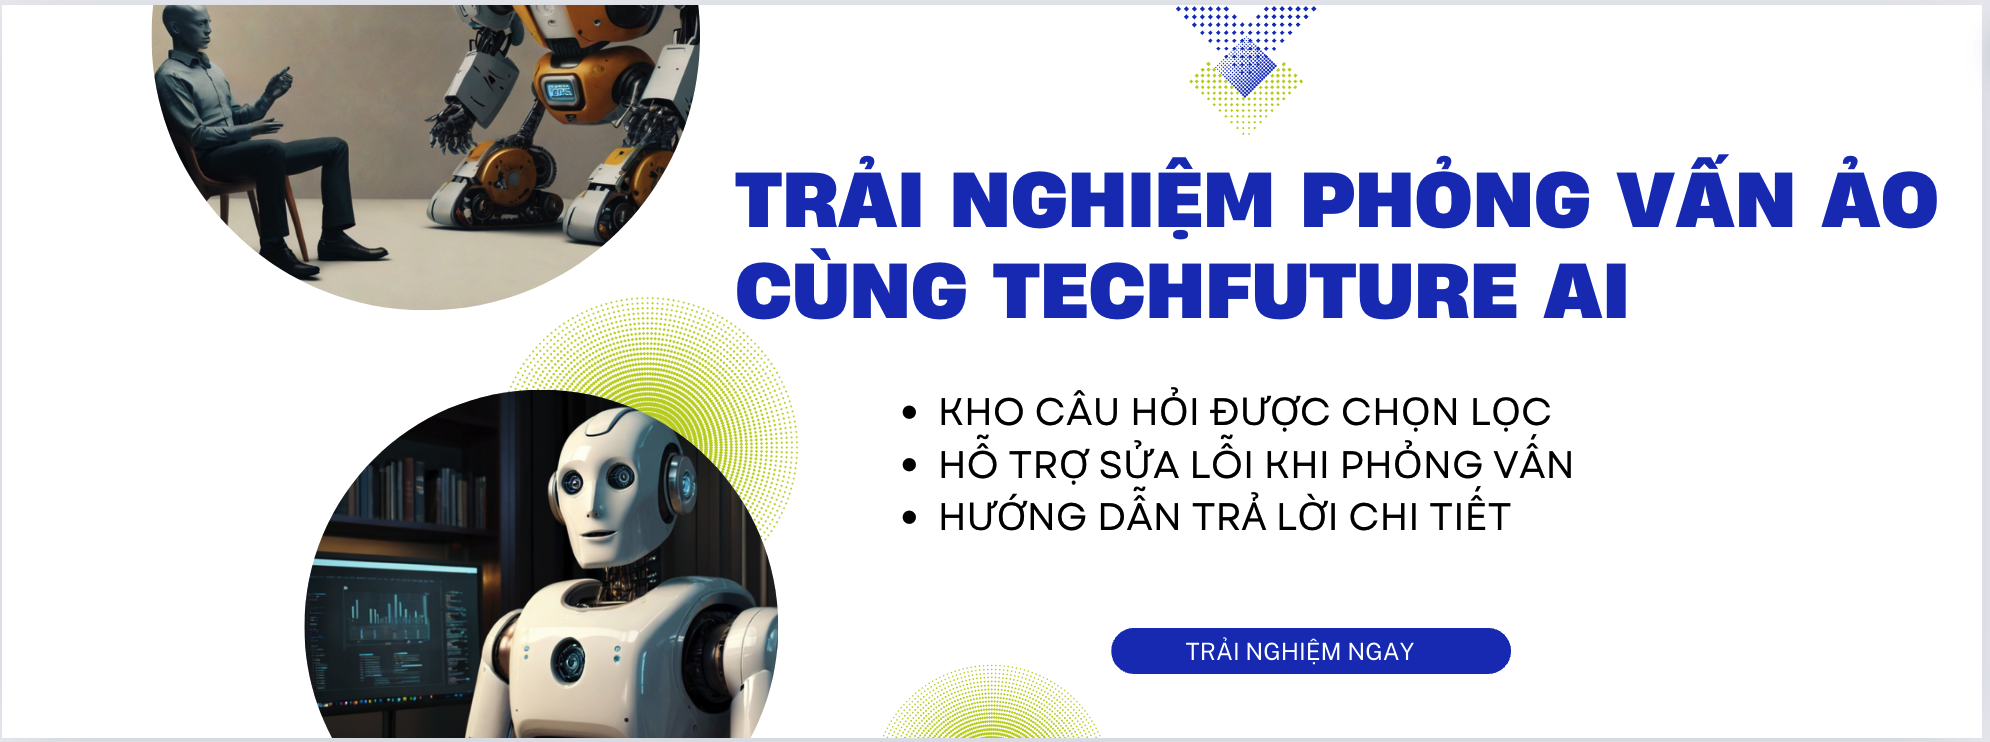 TRẢI NGHIỆM PHỎNG VẤN ẢO
CÙNG TECHFUTURE AI
• KHO CÂU HỎI ĐƯỢC CHỌN LỌC
• HỖ TRỢ SỬA LỖI KHI PHỎNG VẤN
• HƯỚNG DẪN TRẢ LỜI CHI TIẾT
TRẢI NGHIỆM NGAY